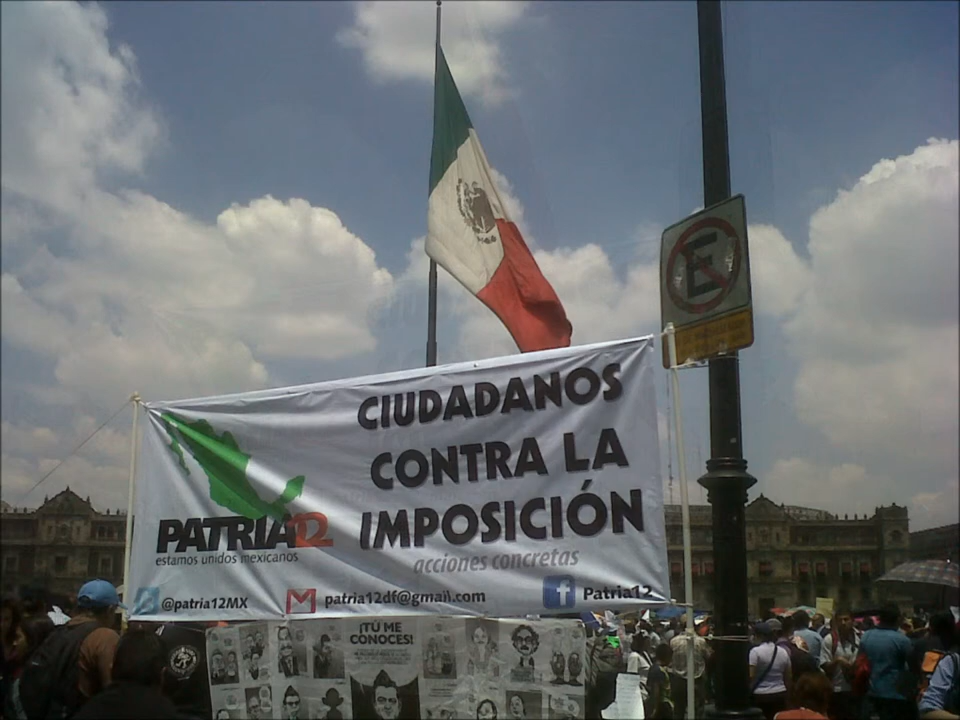 E
CIUDADANOS
CONTRA LA
IMPOSICIÓN
acciones concretas
PATRIA12
estamos unidos mexicanos
@patria12MX
patria12df@gmail.com
Patria12
¡TÚ ME
CONOCES!